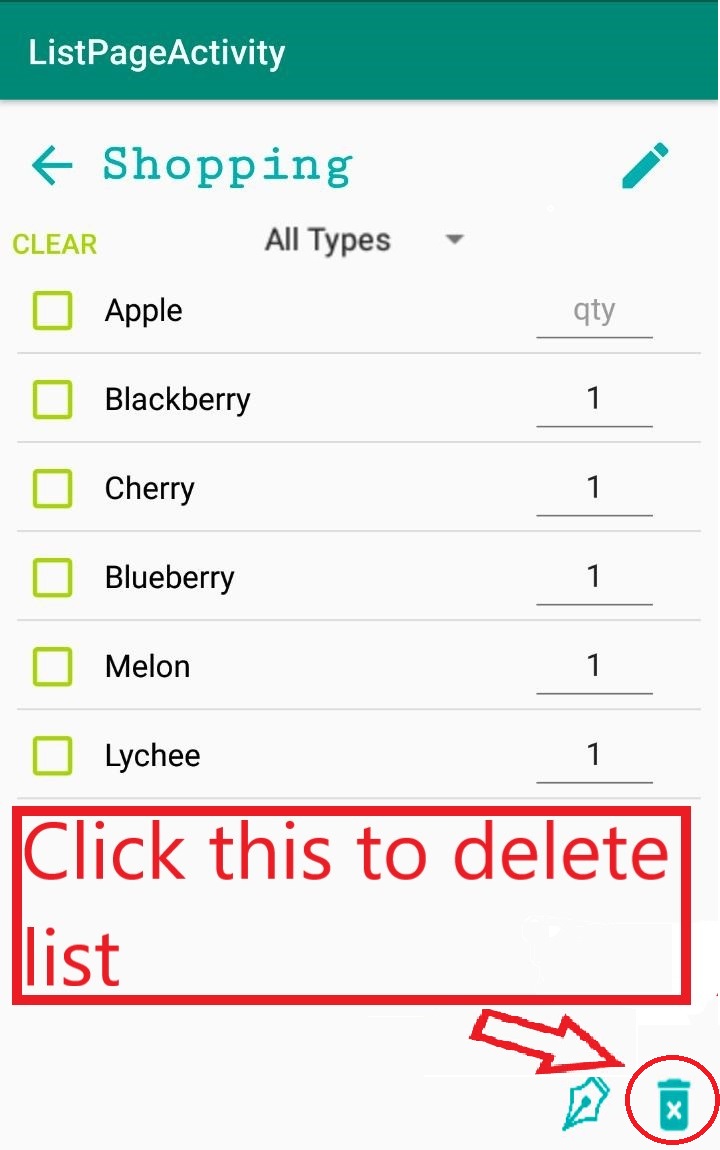 ListPageActivity
Shopping
CLEAR All Types
Apple qty
Blackberry 1
Cherry 1
Blueberry 1
Melon 1
Lychee 1
Click this to delete
list